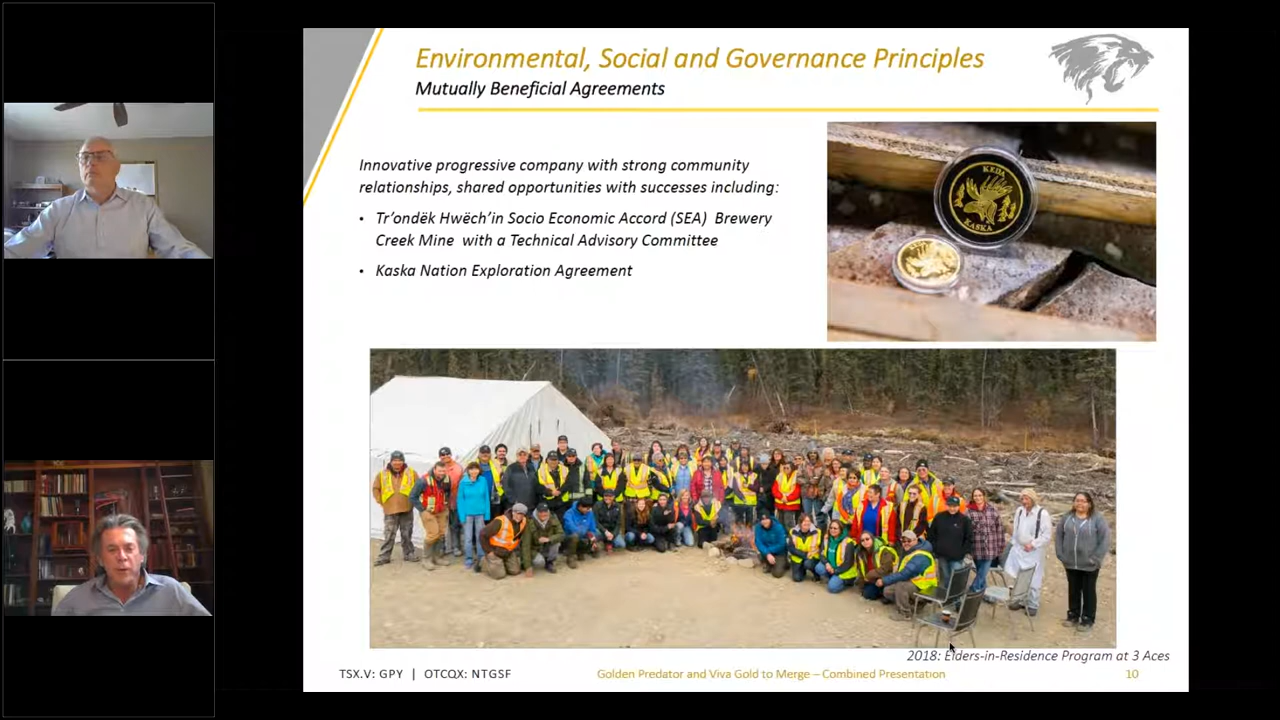 Environmental, Social and Governance Principles
Mutually Beneficial Agreements
Innovative progressive company with strong community
relationships, shared opportunities with successes including:
• Tr'ondëk Hwëch'in Socio Economic Accord (SEA) Brewery
Creek Mine with a Technical Advisory Committee
• Kaska Nation Exploration Agreement
KEDA
KASKA
2018: Elders-in-Residence Program at 3 Aces
TSX.V: GPY | OTCQX: NTGSF
Golden Predator and Viva Gold to Merge – Combined Presentation
10